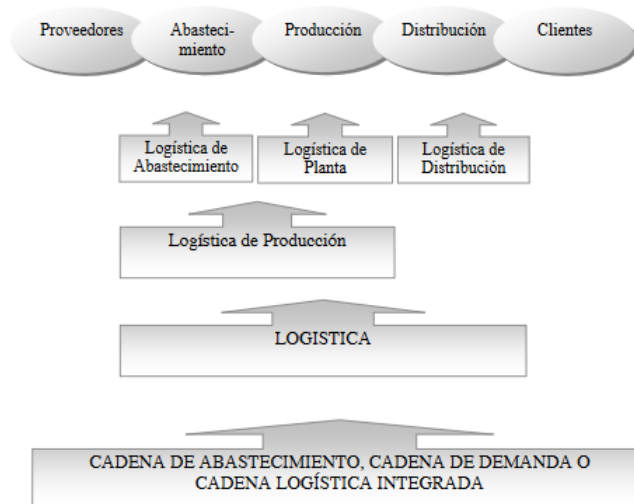 Proveedores
Abasteci-
miento
Producción
Distribución
Clientes
Logística de
Abastecimiento
Logística de
Planta
Logística de
Distribución
Logística de Producción
LOGISTICA
CADENA DE ABASTECIMIENTO, CADENA DE DEMANDA O
CADENA LOGÍSTICA INTEGRADA